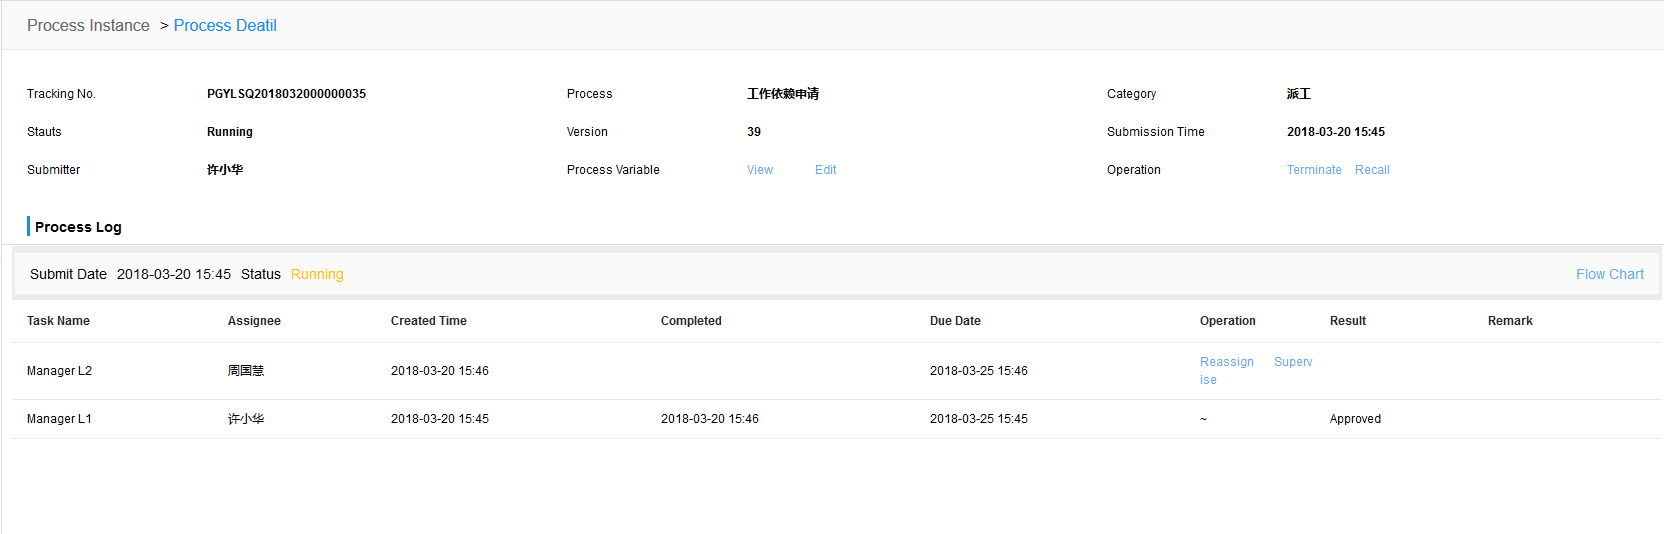 Process Instance > Process Deatil
Tracking No. PGYLSQ2018032000000035 Process 工作依赖申请 Category 派工
Stauts Running Version 39 Submission Time 2018-03-20 15:45
Submitter 许小华 Process Variable View Edit Operation Terminate Recall
Process Log
Submit Date 2018-03-20 15:45 Status Running Flow Chart
Task Name Assignee Created Time Completed Due Date Operation Result Remark
Manager L2 周国慧 2018-03-20 15:46 2018-03-25 15:46 Reassign Superv
ise
Manager L1 许小华 2018-03-20 15:45 2018-03-20 15:46 2018-03-25 15:45 ~ Approved